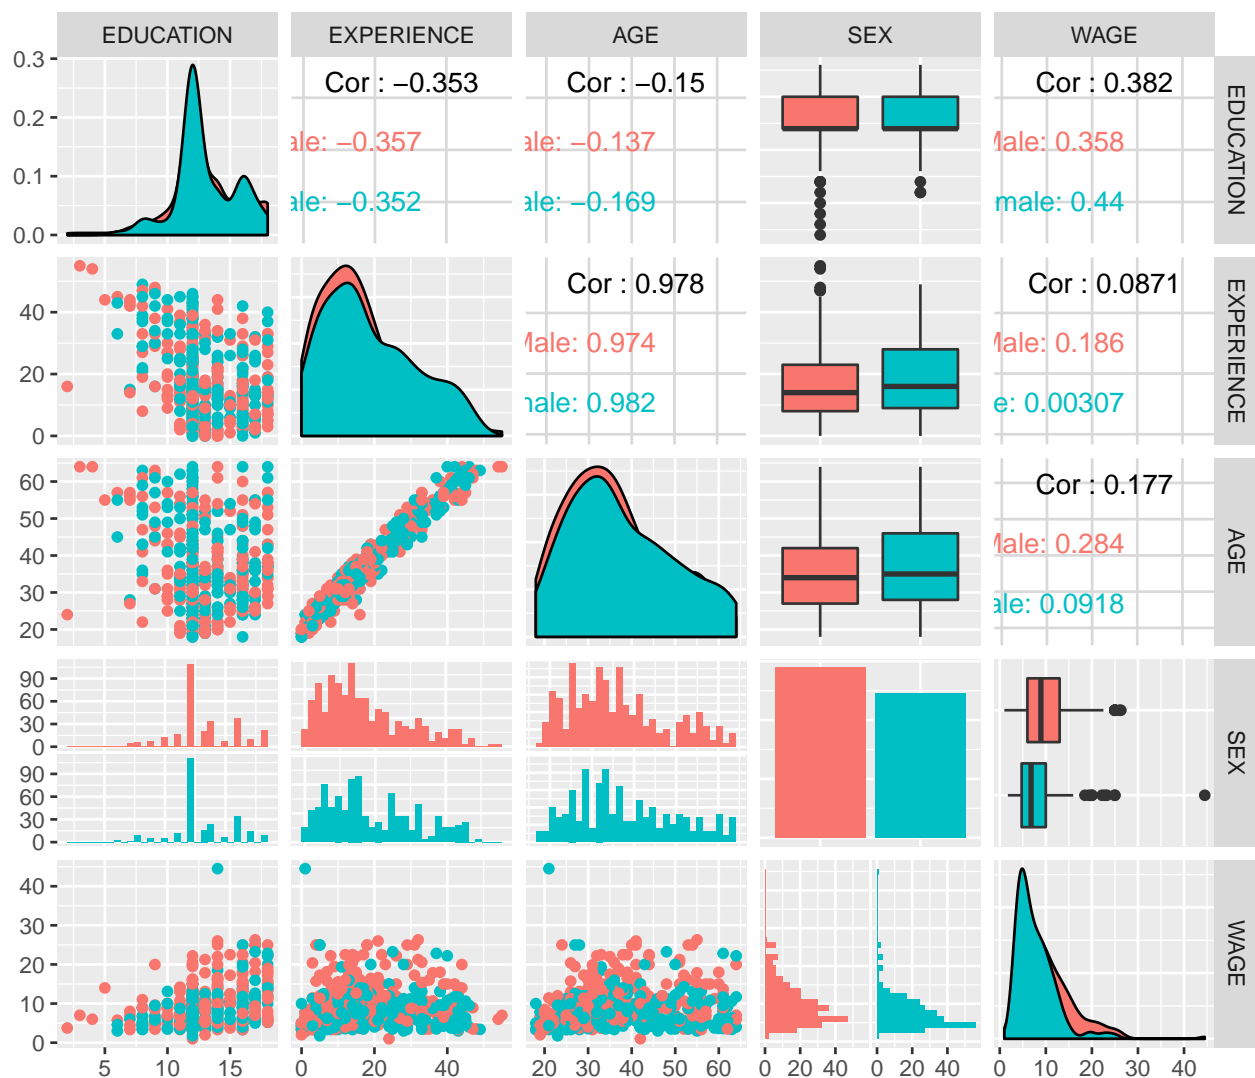 EDUCATION EXPERIENCE AGE SEX WAGE
0.3
0.2
0.1
0.0
Cor : −0.353
ale: −0.357
ale: −0.352
Cor : −0.15
ale: −0.137
ale: −0.169
Cor : 0.382
Male: 0.358
male: 0.44
EDUCATION
40
20
0
Cor : 0.978
Male: 0.974
male: 0.982
Cor : 0.0871
Male: 0.186
e: 0.00307
EXPERIENCE
60
50
40
30
20
Cor : 0.177
Male: 0.284
ale: 0.0918
AGE
90
60
30
0
90
60
30
0
SEX
40
30
20
10
0
WAGE
5 10 15 0 20 40 20 30 40 50 60 0 20 40 0 20 40 0 10 20 30 40